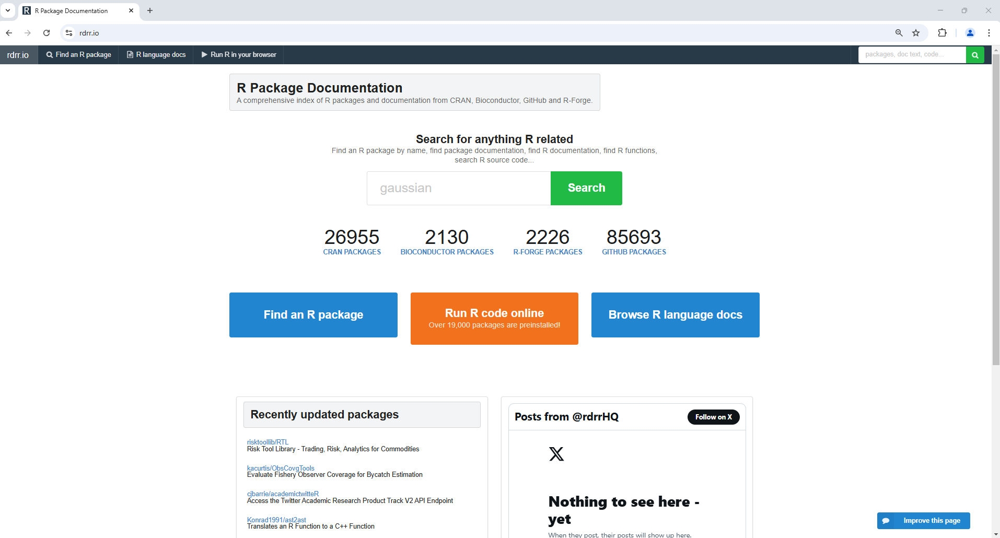 R Package Documentation
rdrr.io
rdrr.io
Find an R package
R language docs
Run R in your browser
packages, doc text, code...
R Package Documentation
A comprehensive index of R packages and documentation from CRAN, Bioconductor, GitHub and R-Forge.
Search for anything R related
Find an R package by name, find package documentation, find R documentation, find R functions,
search R source code...
gaussian
Search
26955
CRAN PACKAGES
2130
BIOCONDUCTOR PACKAGES
2226
R-FORGE PACKAGES
85693
GITHUB PACKAGES
Find an R package
Run R code online
Over 19,000 packages are preinstalled!
Browse R language docs
Recently updated packages
risktoollib/RTL
Risk Tool Library - Trading, Risk, Analytics for Commodities
kacurtis/ObsCovgTools
Evaluate Fishery Observer Coverage for Bycatch Estimation
cjbarrie/academictwitteR
Access the Twitter Academic Research Product Track V2 API Endpoint
Konrad1991/ast2ast
Translates an R Function to a C++ Function
Posts from @rdrrHQ
Follow on X
Nothing to see here -
yet
When they post, their posts will show up here.
Improve this page